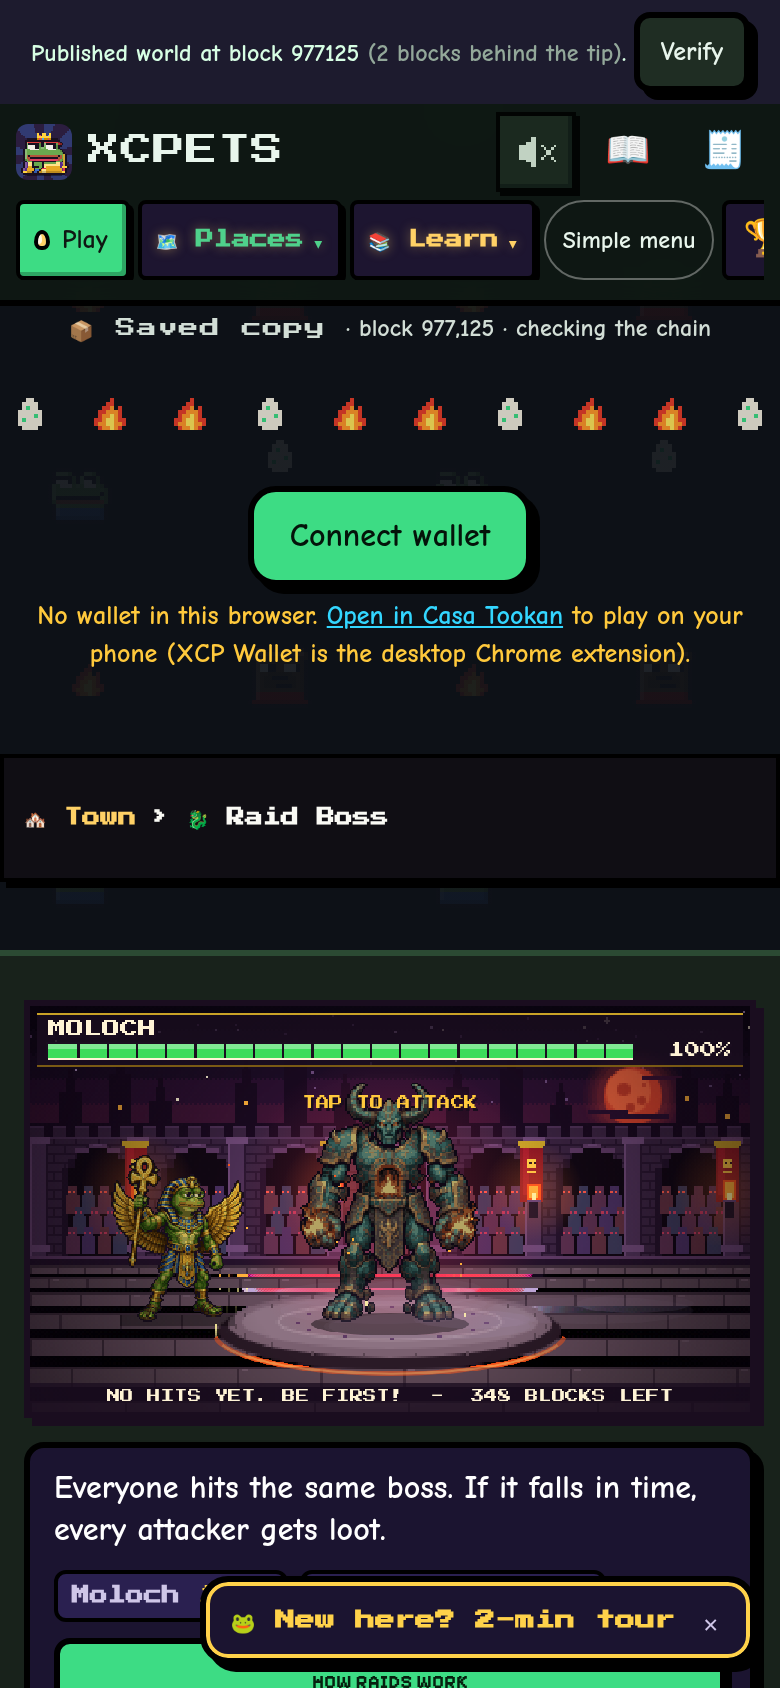 Published world at block 977125 (2 blocks behind the tip). Verify
XCPETS
Play Places ▾ Learn ▾ Simple menu
Saved copy · block 977,125 · checking the chain
Connect wallet
No wallet in this browser. Open in Casa Tookan to play on your
phone (XCP Wallet is the desktop Chrome extension).
Town › Raid Boss
MOLOCH
100%
TAP TO ATTACK
NO HITS YET. BE FIRST! - 348 BLOCKS LEFT
Everyone hits the same boss. If it falls in time,
every attacker gets loot.
Moloch
New here? 2-min tour ×
HOW RAIDS WORK